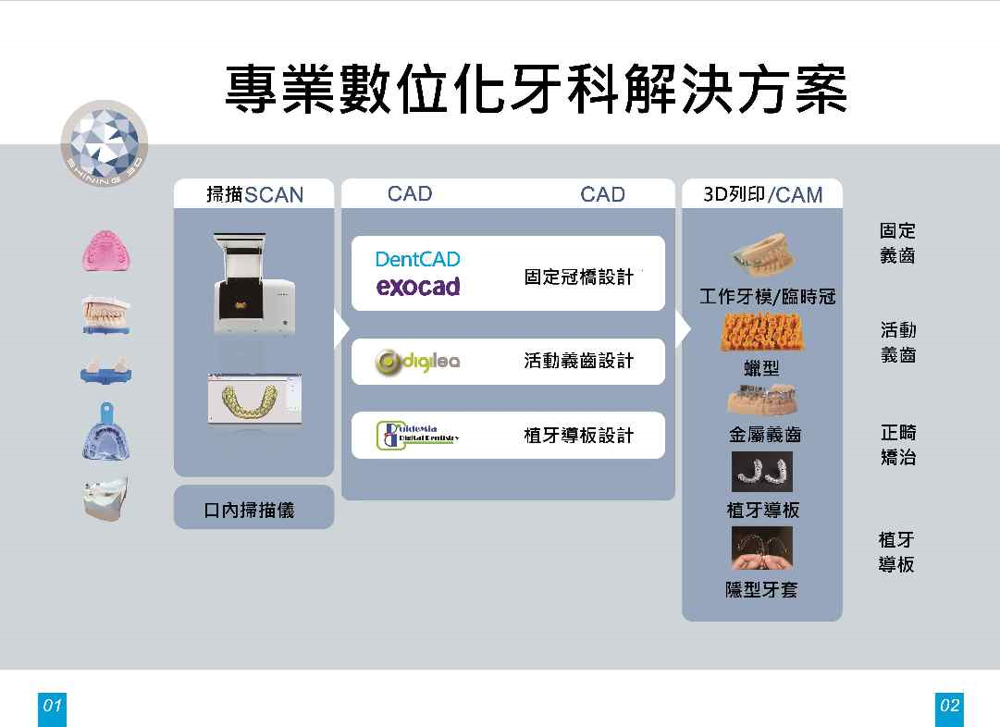 專業數位化牙科解決方案
SHINING 3D
掃描SCAN
CAD
CAD
3D列印/CAM
DentCAD
exocad
固定冠橋設計
digilea
活動義齒設計
GuideMia
Digital Dentistry
植牙導板設計
口內掃描儀
工作牙模/臨時冠
蠟型
金屬義齒
植牙導板
隱型牙套
固定
義齒
活動
義齒
正畸
矯治
植牙
導板
01
02